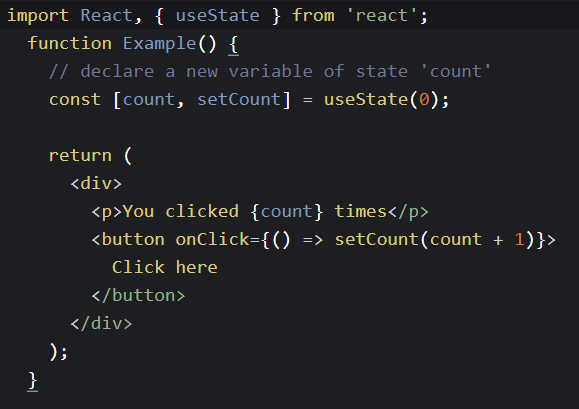 import React, { useState } from 'react';
function Example() {
// declare a new variable of state 'count'
const [count, setCount] = useState(0);
return (
<div>
<p>You clicked {count} times</p>
<button onClick={() => setCount(count + 1)}>
Click here
</button>
</div>
);
}